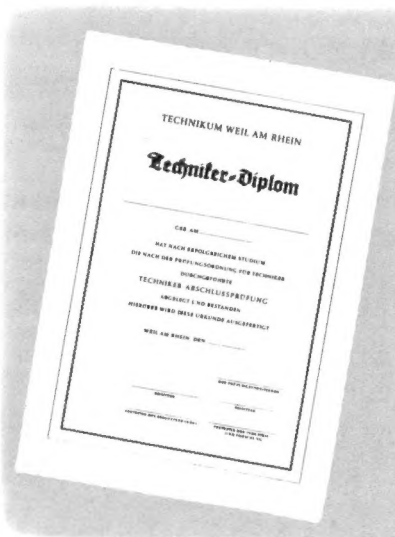 TECHNIKUM WEIL AM RHEIN
Techniker-Diplom
GEB. AM
HAT NACH ERFOLGREICHEM STUDIUM
DIE NACH DER PRÜFUNGSORDNUNG FÜR TECHNIKER
DURCHGEFÜHRTE
TECHNIKER ABSCHLUSSPRÜFUNG
ABGELEGT UND BESTANDEN
HIERÜBER WIRD DIESE URKUNDE AUSGEFERTIGT
WEIL AM RHEIN, DEN